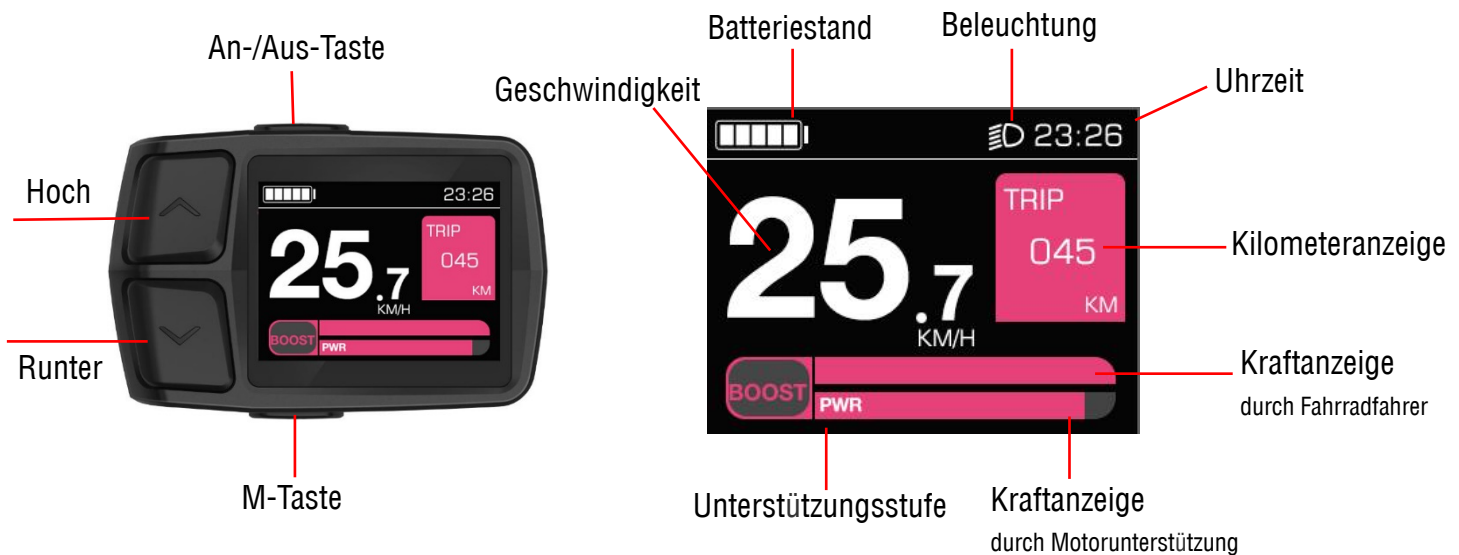 An-/Aus-Taste
Hoch
Runter
M-Taste
23:26
TRIP
045
KM
25.7
KM/H
BOOST
PWR
Batteriestand
Beleuchtung
Uhrzeit
Geschwindigkeit
23:26
TRIP
045
KM
25.7
KM/H
BOOST
PWR
Kilometeranzeige
Kraftanzeige
durch Fahrradfahrer
Unterstützungsstufe
Kraftanzeige
durch Motorunterstützung